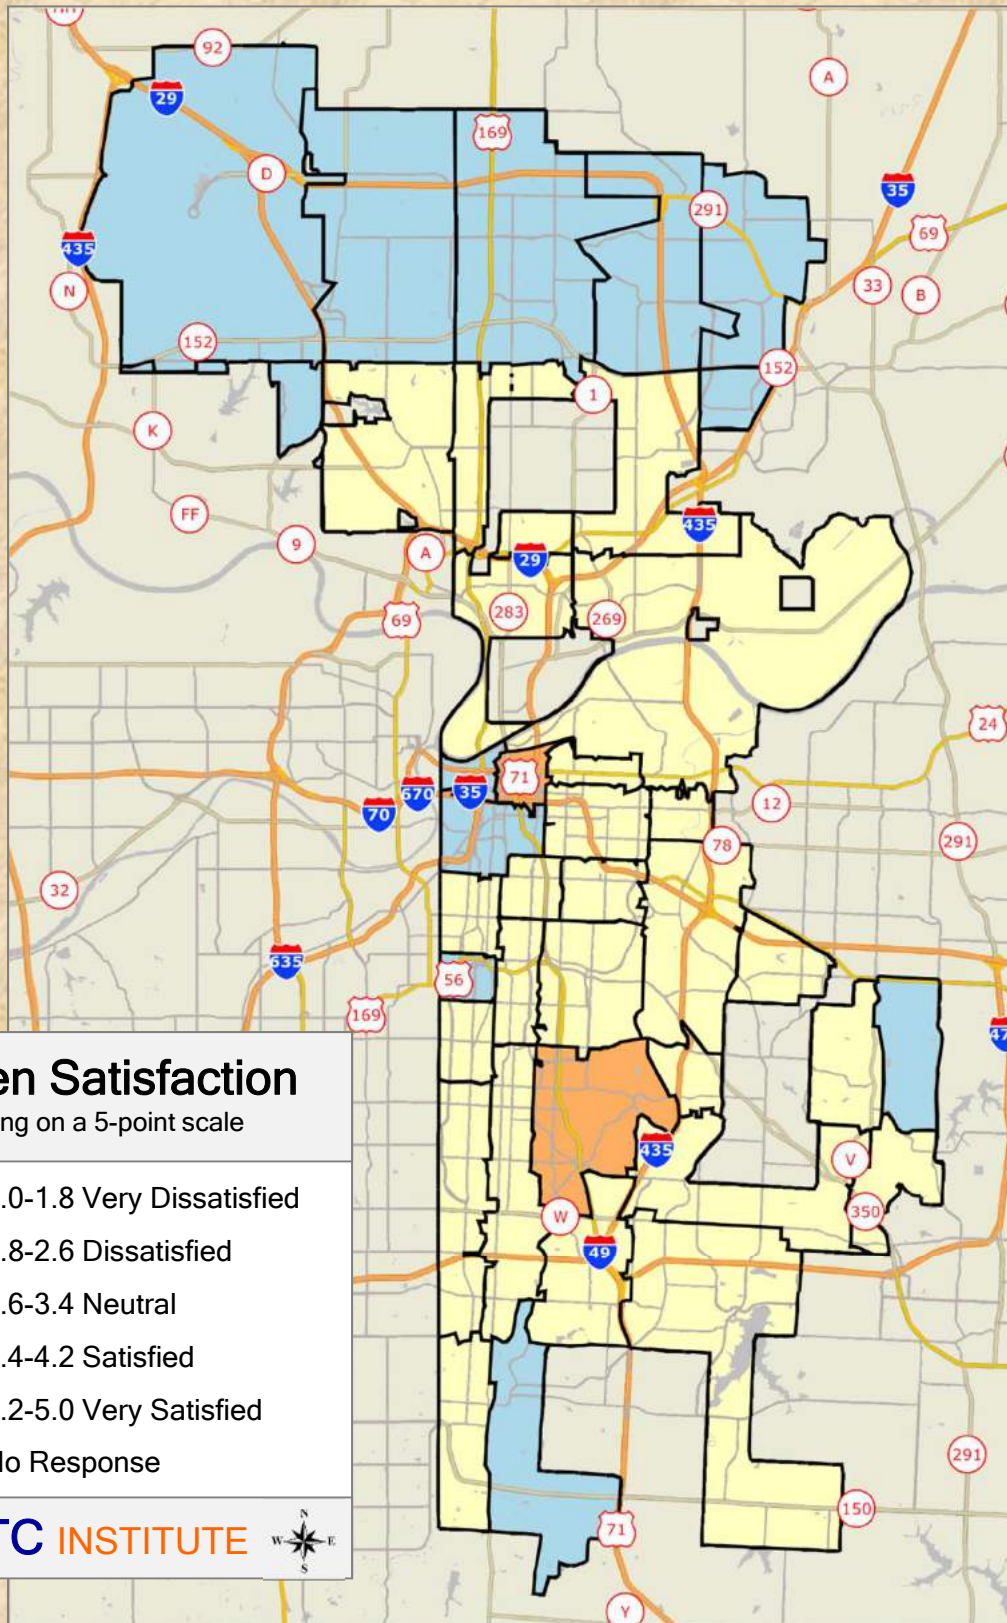 92
A
29
169
D
35
291
69
435
N
33
B
152
152
1
K
FF
435
9
A
29
283
269
69
24
71
35
670
12
70
78
291
32
635
56
169
47
en Satisfaction
ng on a 5-point scale
435
V
.0-1.8 Very Dissatisfied
350
W
.8-2.6 Dissatisfied
49
.6-3.4 Neutral
.4-4.2 Satisfied
.2-5.0 Very Satisfied
lo Response
291
150
TC INSTITUTE
N
W E
S
71
Y